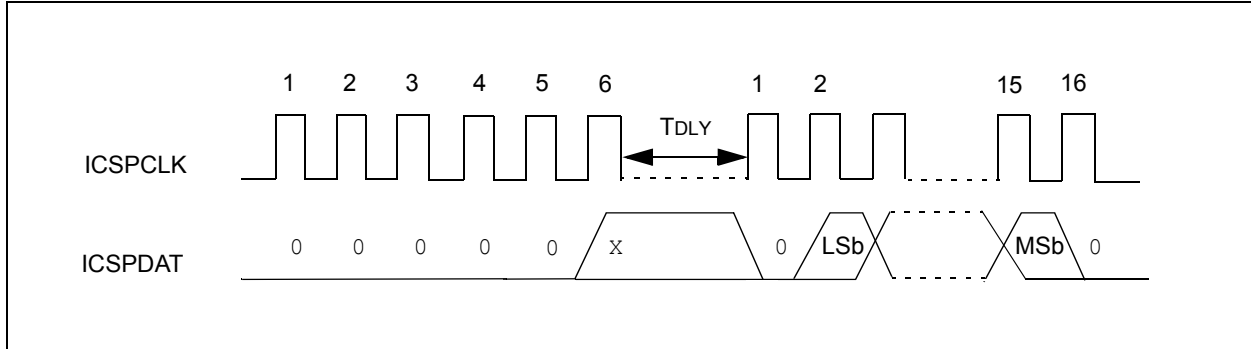 1 2 3 4 5 6 1 2 15 16
TDLY
ICSPCLK
ICSPDAT
0 0 0 0 0 X 0 LSb MSb 0